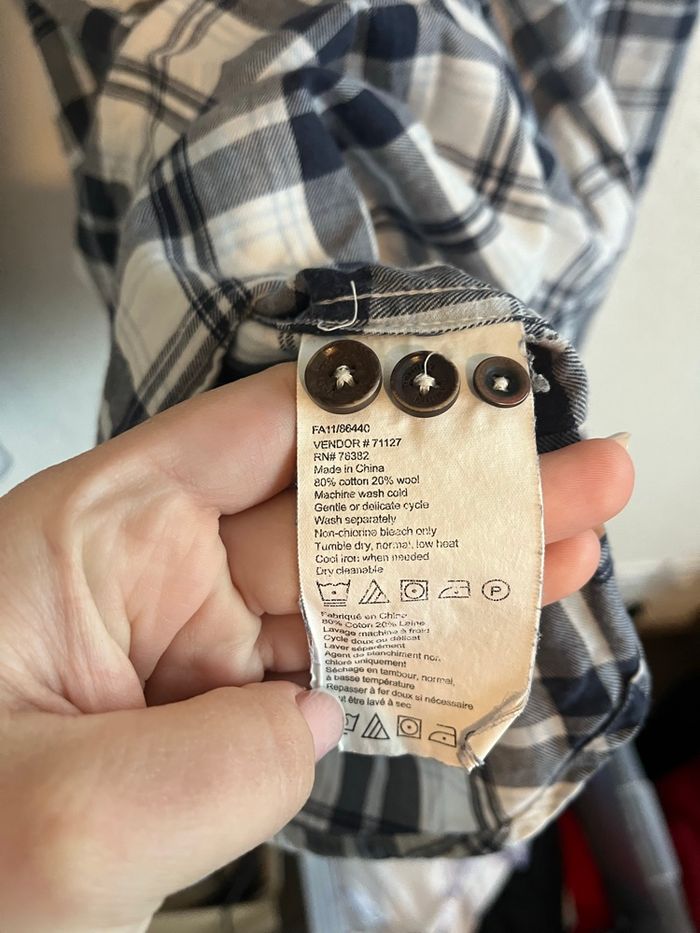 FA11/86440
VENDOR # 71127
RN# 76382
Made in China
80% cotton 20% wool
Machine wash cold
Gentle or delicate cycle
Wash separately
Non-chlorine bleach only
Tumble dry, normal, low heat
Cool iron when needed
Dry cleanable
P
Fabriqué en Chine
80% Coton 20% Laine
Lavage machine à froid
Cycle doux ou délicat
Laver séparément
Agent de blanchiment non
chloré uniquement
Séchage en tambour, normal,
à basse température
Repasser à fer doux si nécessaire
être lavé à sec